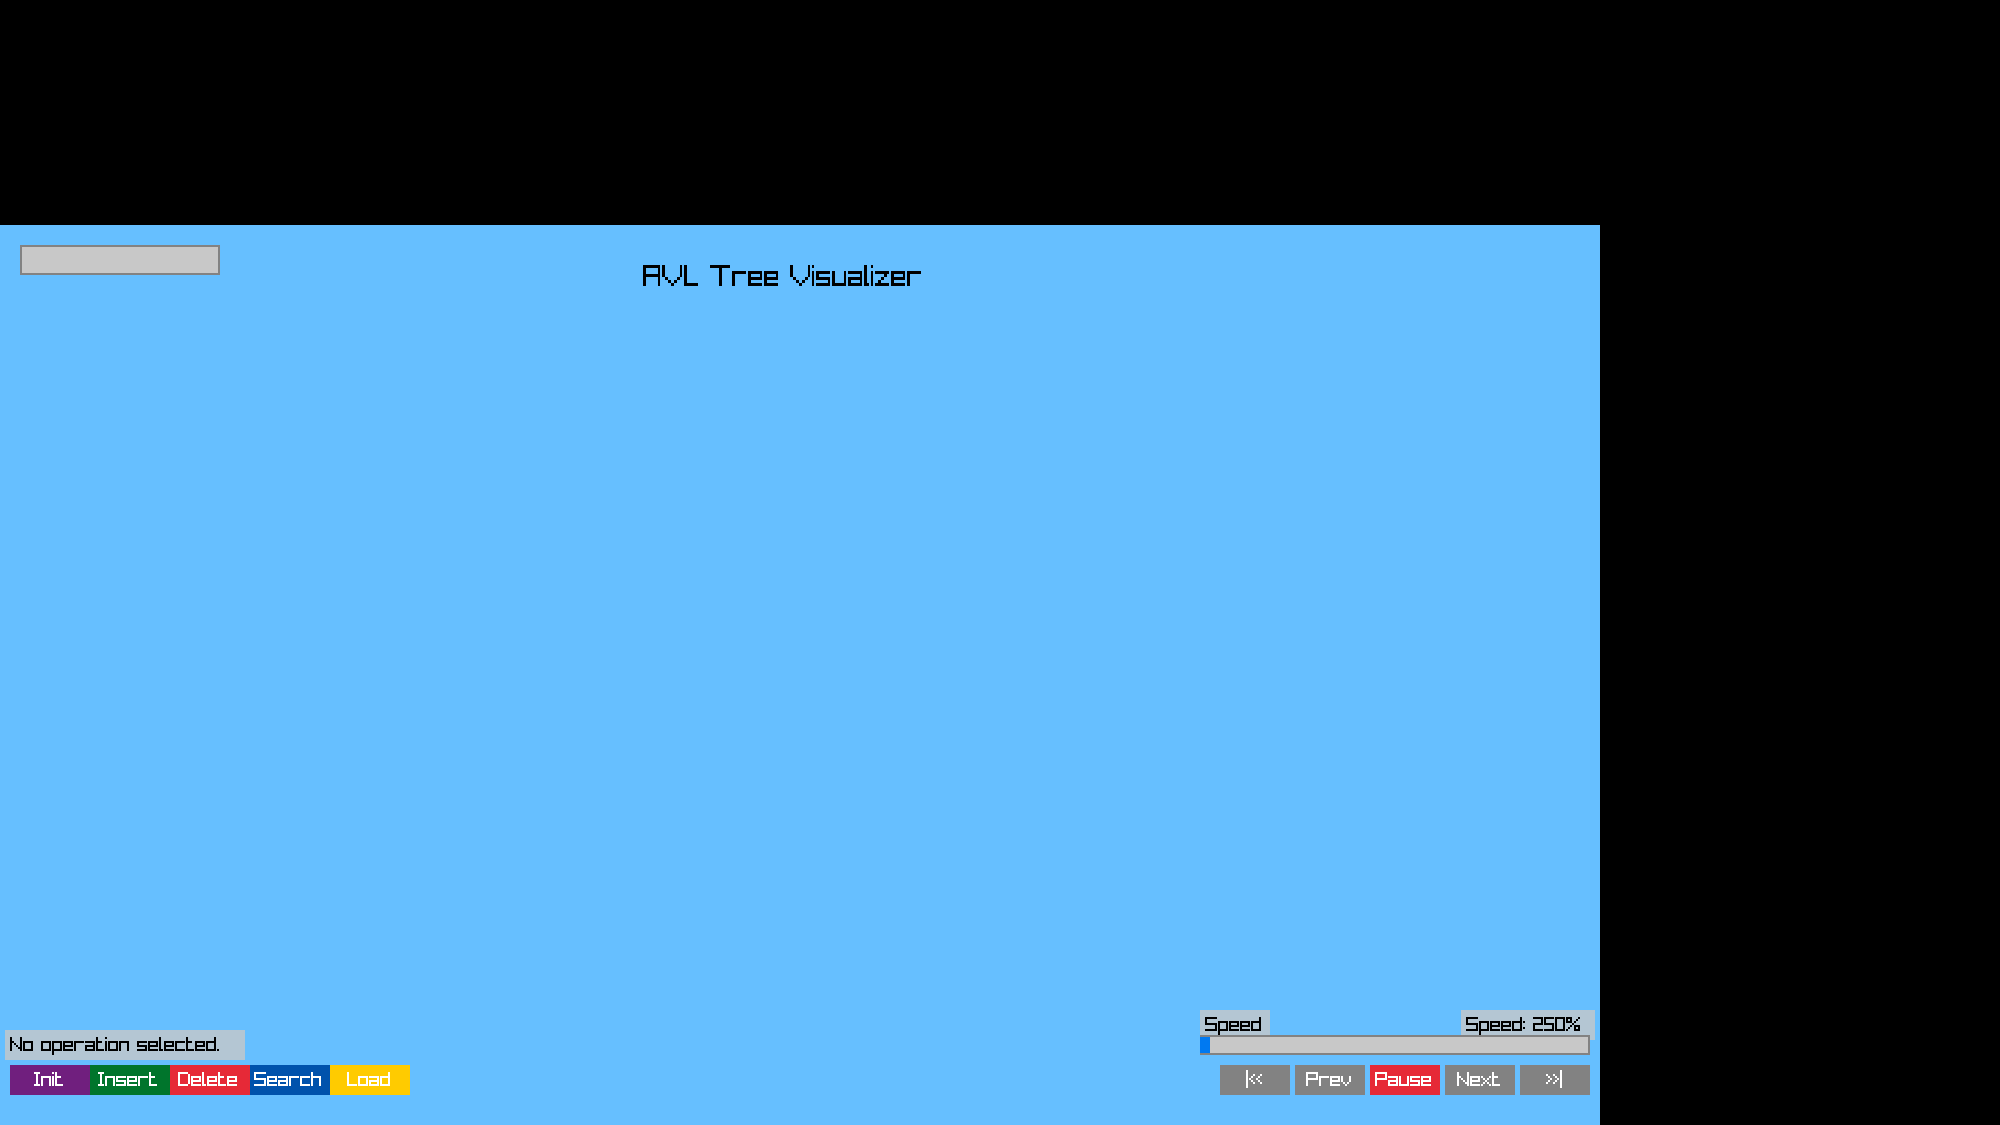 AVL Tree Visualizer
Speed
Speed: 250%
No operation selected.
Init Insert Delete Search Load
|<< Prev Pause Next >>|